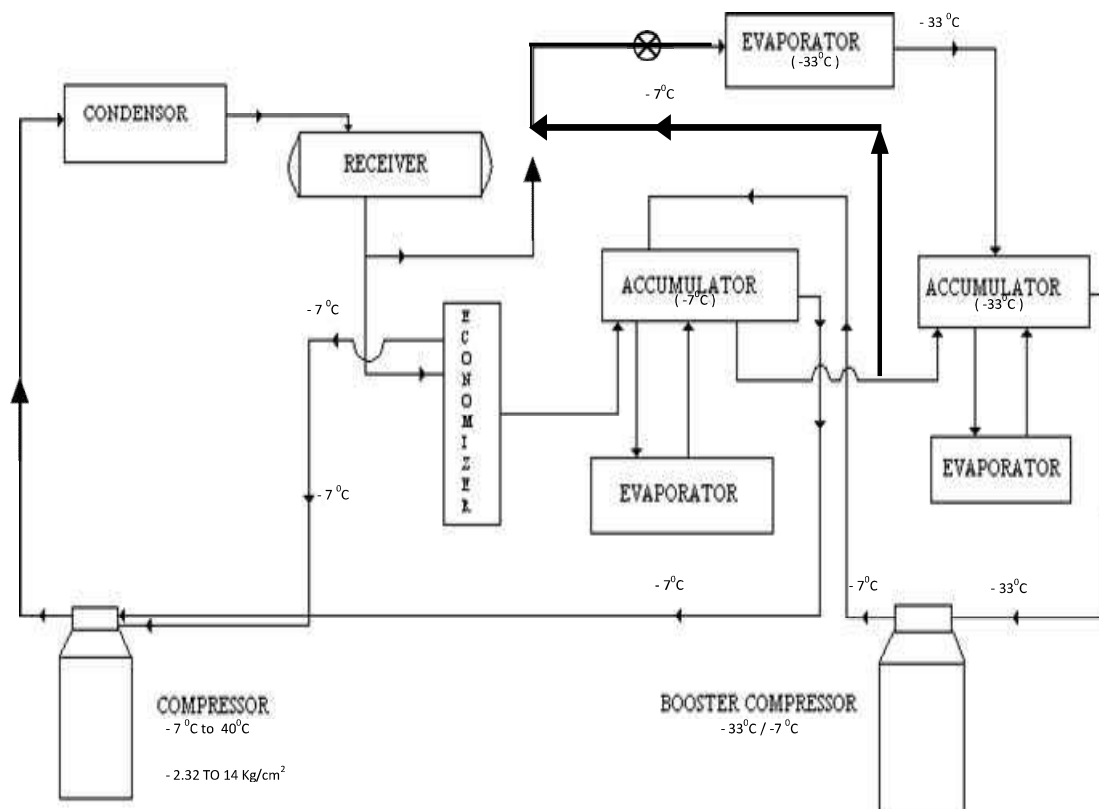 - 33 ⁰C
EVAPORATOR
( -33⁰C )
- 7⁰C
CONDENSOR
RECEIVER
ACCUMULATOR
( -7⁰C )
ACCUMULATOR
( -33⁰C )
- 7 ⁰C
ECONOMIZER
EVAPORATOR
EVAPORATOR
- 7 ⁰C
- 7⁰C
- 7⁰C
- 33⁰C
COMPRESSOR
- 7 ⁰C to 40⁰C
- 2.32 TO 14 Kg/cm²
BOOSTER COMPRESSOR
- 33⁰C / -7 ⁰C